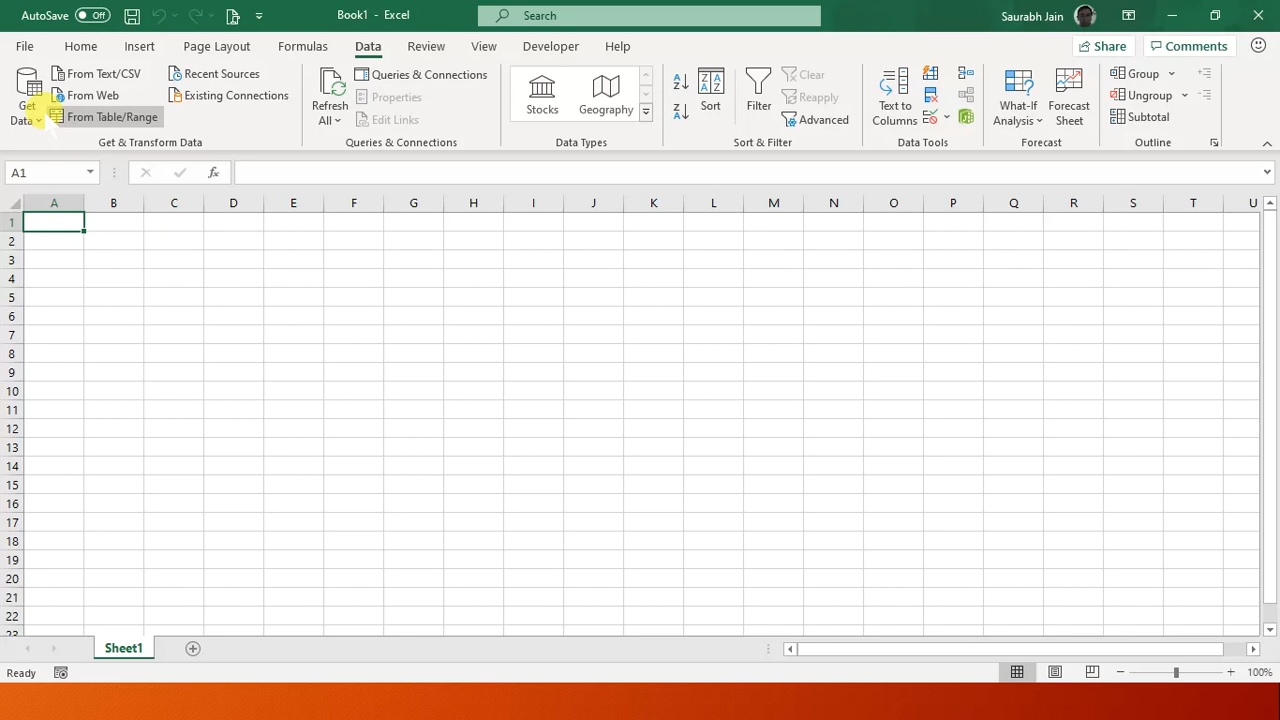 AutoSave Off Book1 - Excel Search Saurabh Jain
File Home Insert Page Layout Formulas Data Review View Developer Help Share Comments
Get Data From Text/CSV From Web From Table/Range Recent Sources Existing Connections
Get & Transform Data
Refresh All Queries & Connections Properties Edit Links
Queries & Connections
Stocks Geography
Data Types
Sort Filter Clear Reapply Advanced
Sort & Filter
Text to Columns
Data Tools
What-If Analysis Forecast Sheet
Forecast
Group Ungroup Subtotal
Outline
A1 fx
A B C D E F G H I J K L M N O P Q R S T U
1
2
3
4
5
6
7
8
9
10
11
12
13
14
15
16
17
18
19
20
21
22
23
Sheet1
Ready 100%